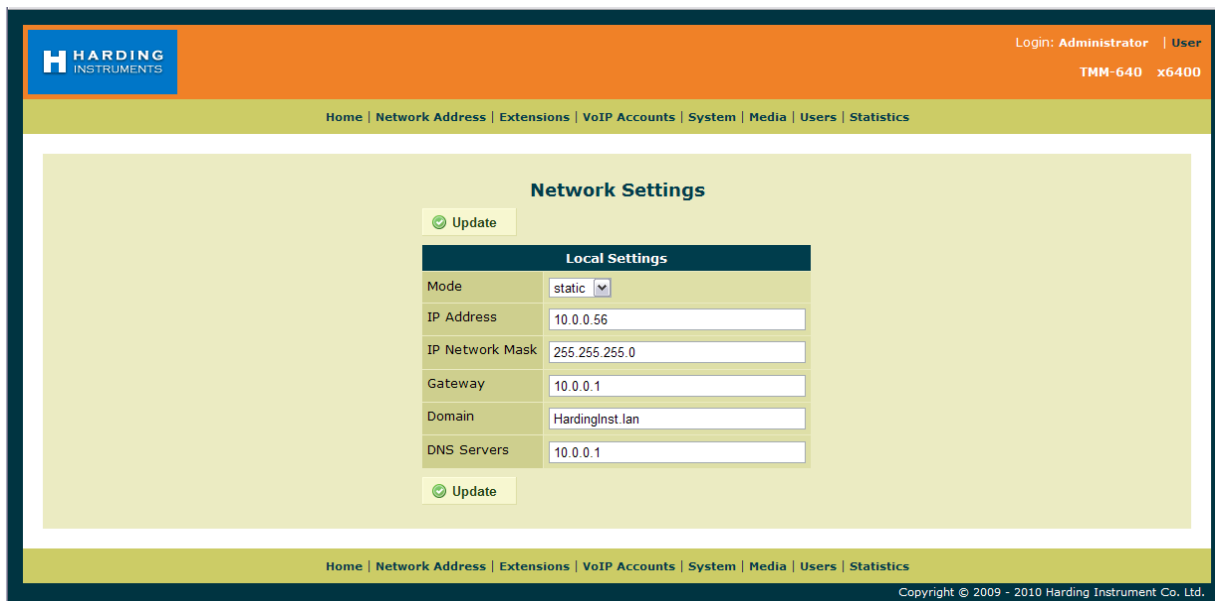 HARDING
INSTRUMENTS
Login: Administrator | User
TMM-640 x6400
Home | Network Address | Extensions | VoIP Accounts | System | Media | Users | Statistics
Network Settings
Update
Local Settings
Mode static
IP Address 10.0.0.56
IP Network Mask 255.255.255.0
Gateway 10.0.0.1
Domain HardingInst.lan
DNS Servers 10.0.0.1
Update
Home | Network Address | Extensions | VoIP Accounts | System | Media | Users | Statistics
Copyright © 2009 - 2010 Harding Instrument Co. Ltd.